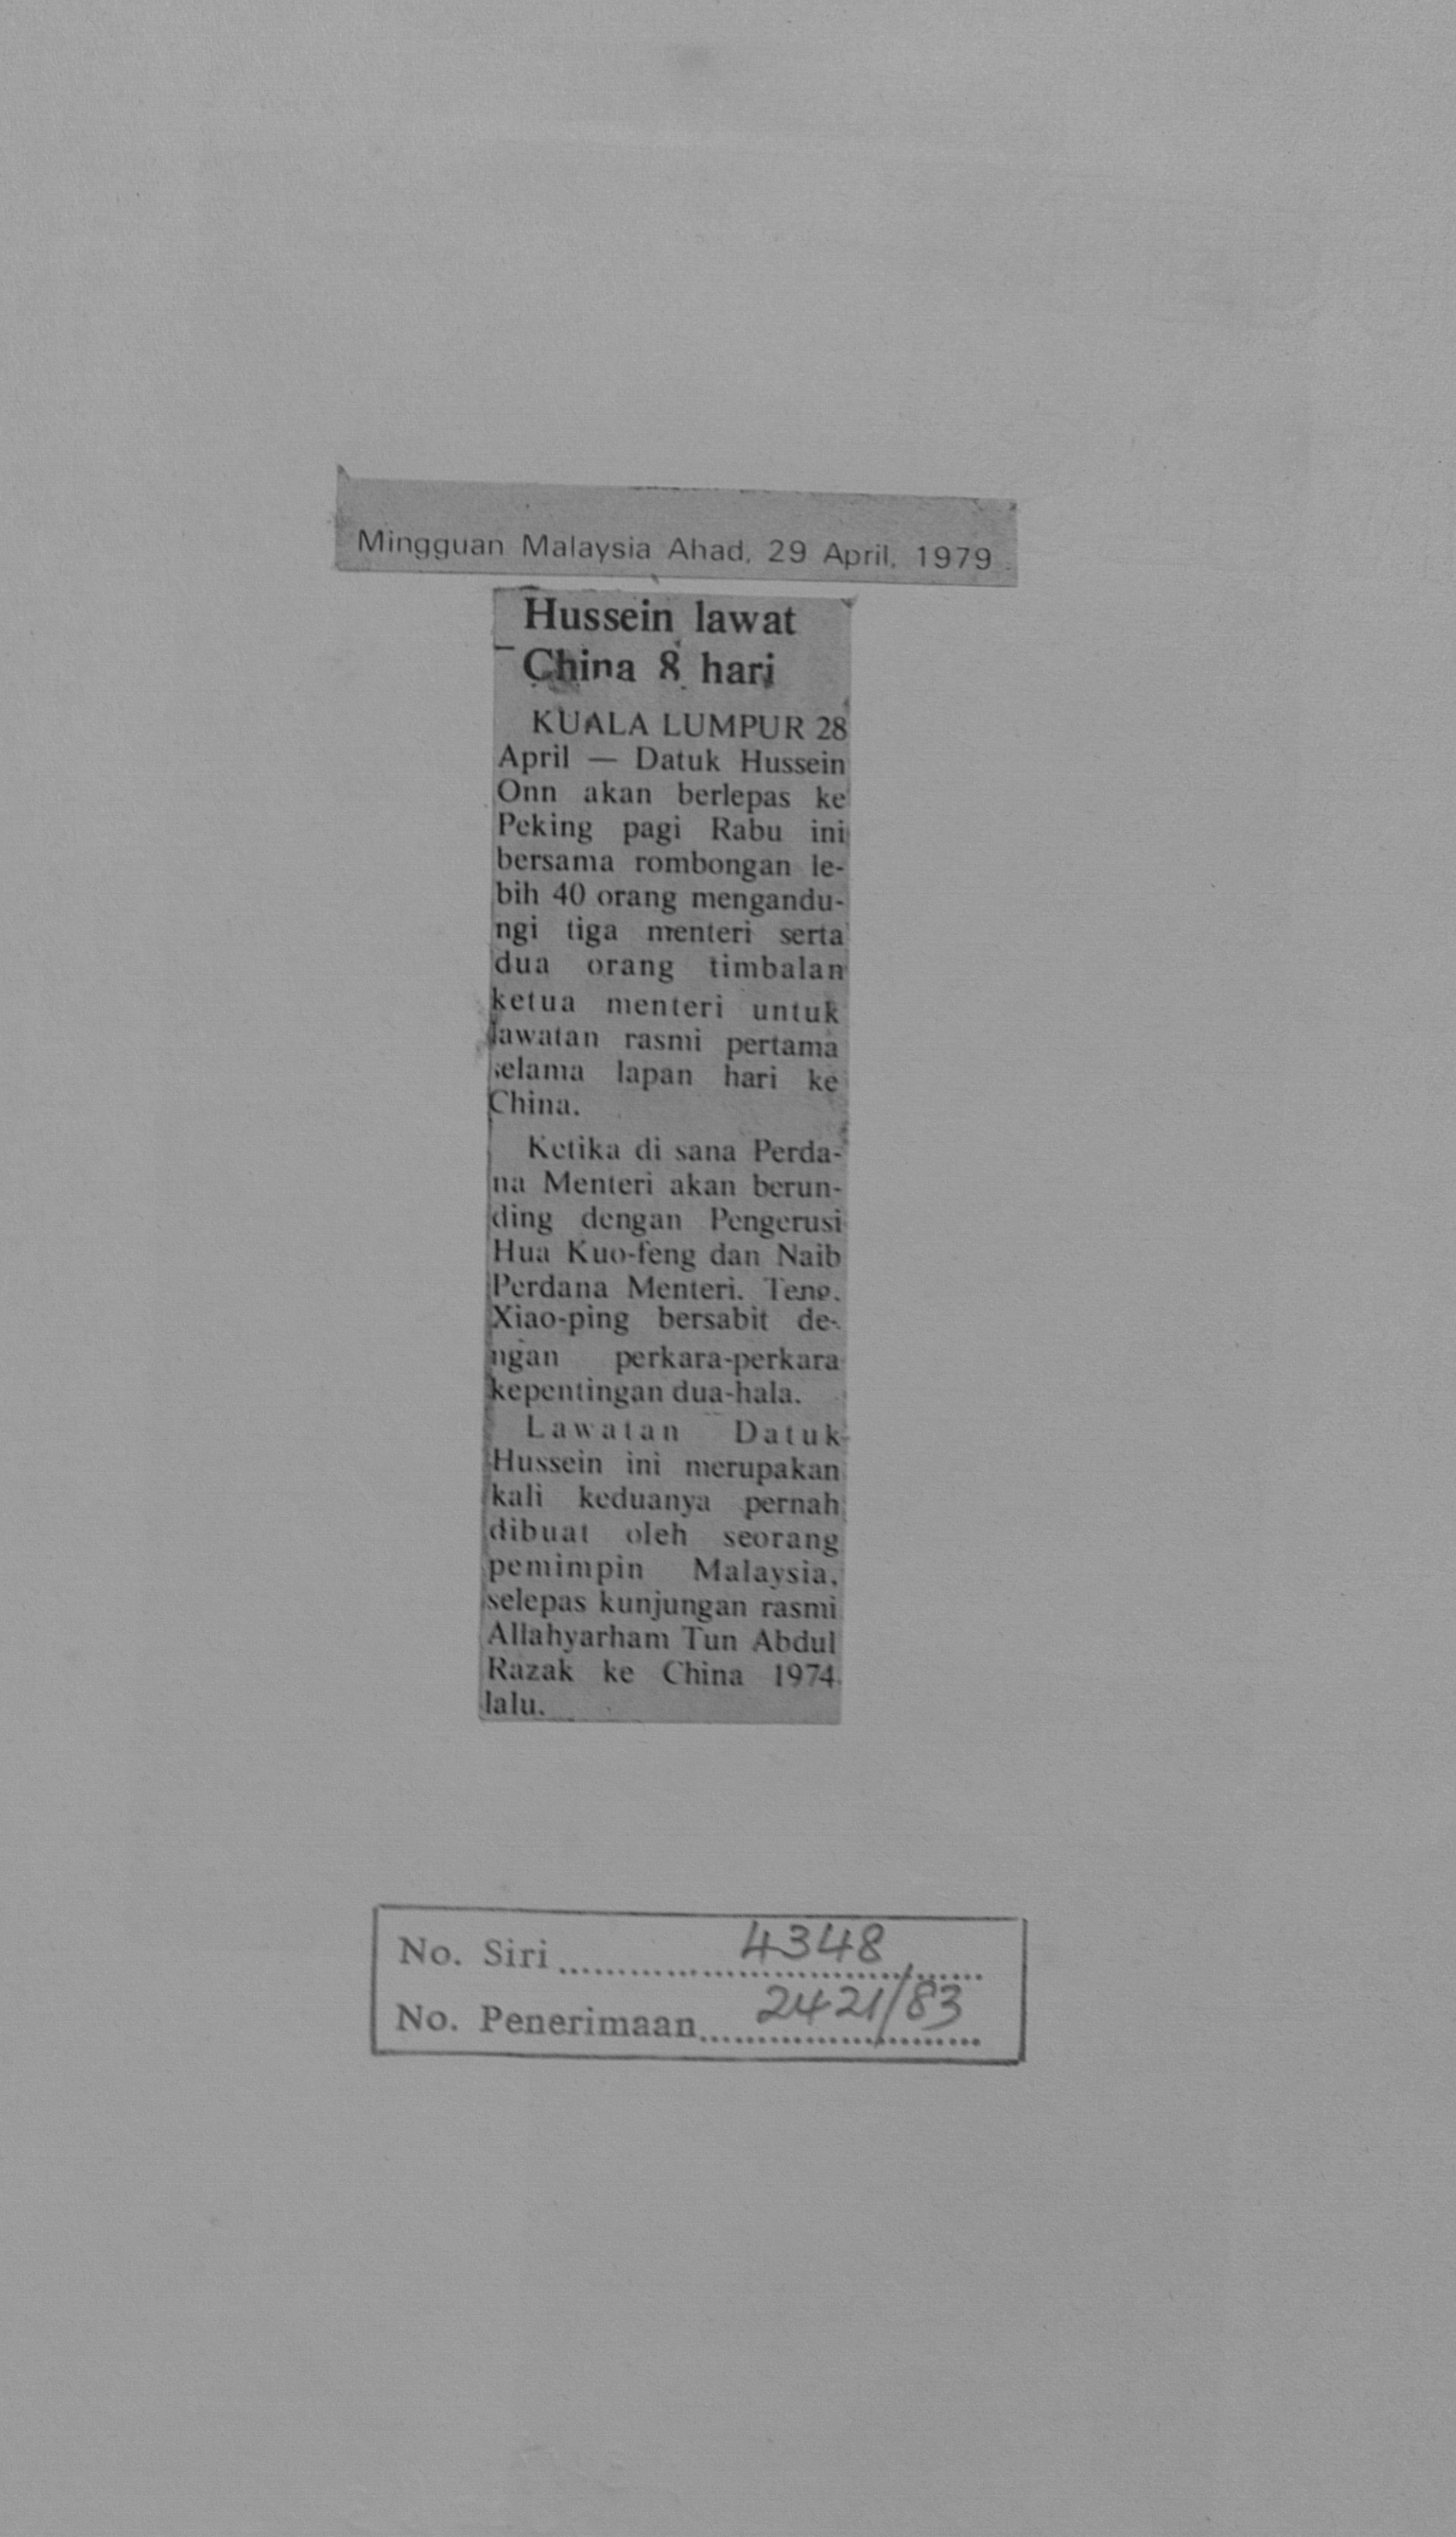 Mingguan Malaysia Ahad, 29 April, 1979
Hussein lawat
China 8 hari
KUALA LUMPUR 28
April — Datuk Hussein
Onn akan berlepas ke
Peking pagi Rabu ini
bersama rombongan le-
bih 40 orang mengandu-
ngi tiga menteri serta
dua orang timbalan
ketua menteri untuk
lawatan rasmi pertama
selama lapan hari ke
China.
Ketika di sana Perda-
na Menteri akan berun-
ding dengan Pengerusi
Hua Kuo-feng dan Naib
Perdana Menteri. Teng.
Xiao-ping bersabit de-
ngan perkara-perkara
kepentingan dua-hala.
Lawatan Datuk
Hussein ini merupakan
kali keduanya pernah
dibuat oleh seorang
pemimpin Malaysia,
selepas kunjungan rasmi
Allahyarham Tun Abdul
Razak ke China 1974
lalu.
No. Siri 4348
No. Penerimaan 2421/83